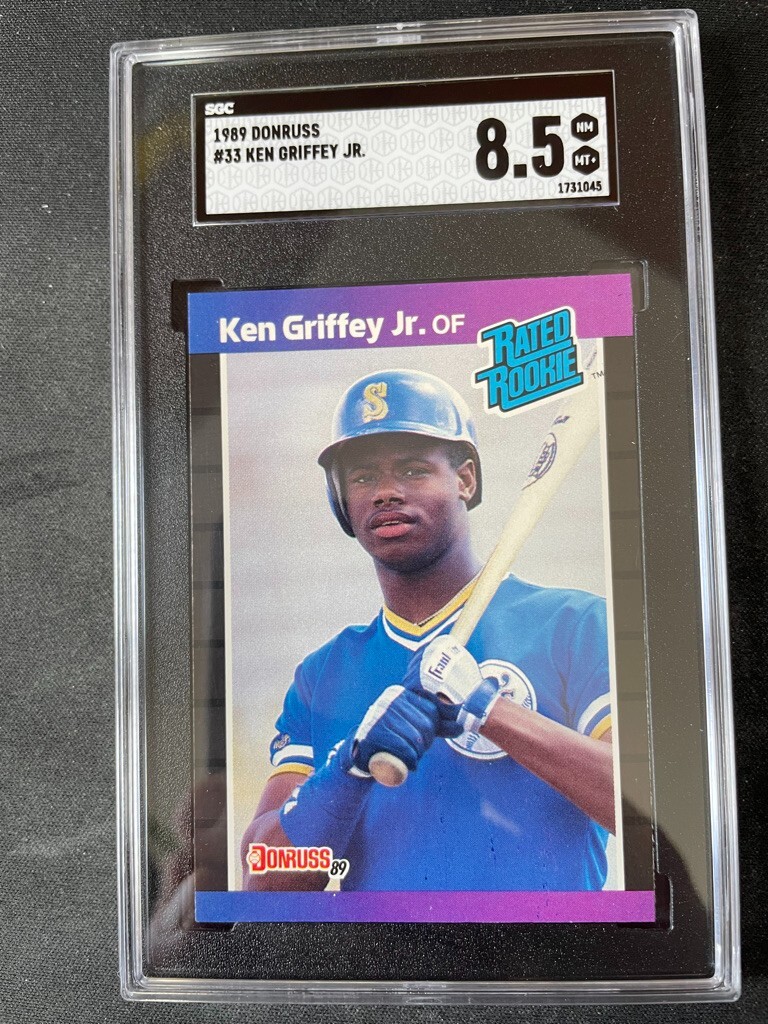 SGC
1989 DONRUSS
#33 KEN GRIFFEY JR.
8.5
NM
MT+
1731045
Ken Griffey Jr. OF
RATED
ROOKIE
TM
S
Frank
DONRUSS 89